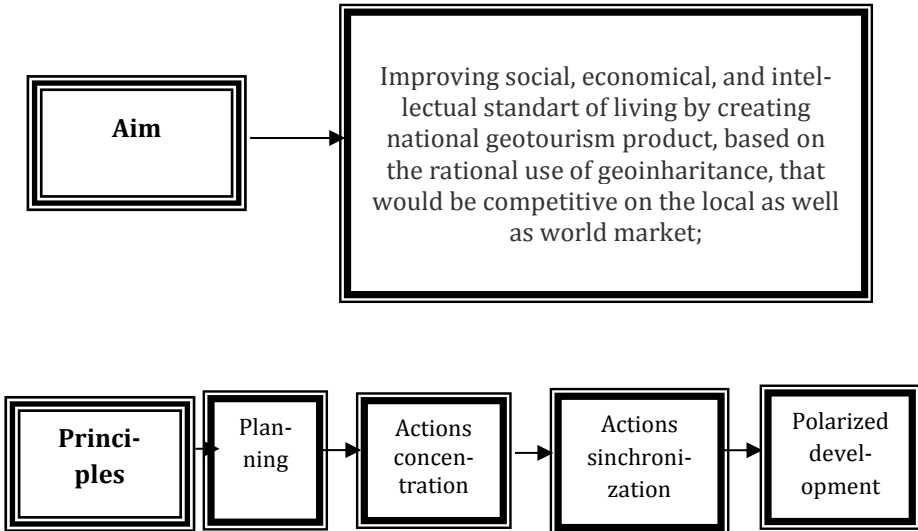 Aim
Improving social, economical, and intel-
lectual standart of living by creating
national geotourism product, based on
the rational use of geoinharitance, that
would be competitive on the local as well
as world market;
Princi-
ples
Plan-
ning
Actions
concen-
tration
Actions
sinchroni-
zation
Polarized
devel-
opment